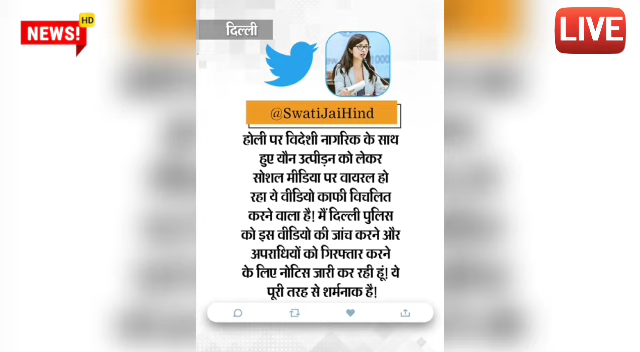 NEWS!
HD
LIVE
दिल्ली
@SwatiJaiHind
होली पर विदेशी नागरिक के साथ
हुए यौन उत्पीड़न को लेकर
सोशल मीडिया पर वायरल हो
रहा ये वीडियो काफी विचलित
करने वाला है! मैं दिल्ली पुलिस
को इस वीडियो की जांच करने और
अपराधियों को गिरफ्तार करने
के लिए नोटिस जारी कर रही हूं! ये
पूरी तरह से शर्मनाक है!